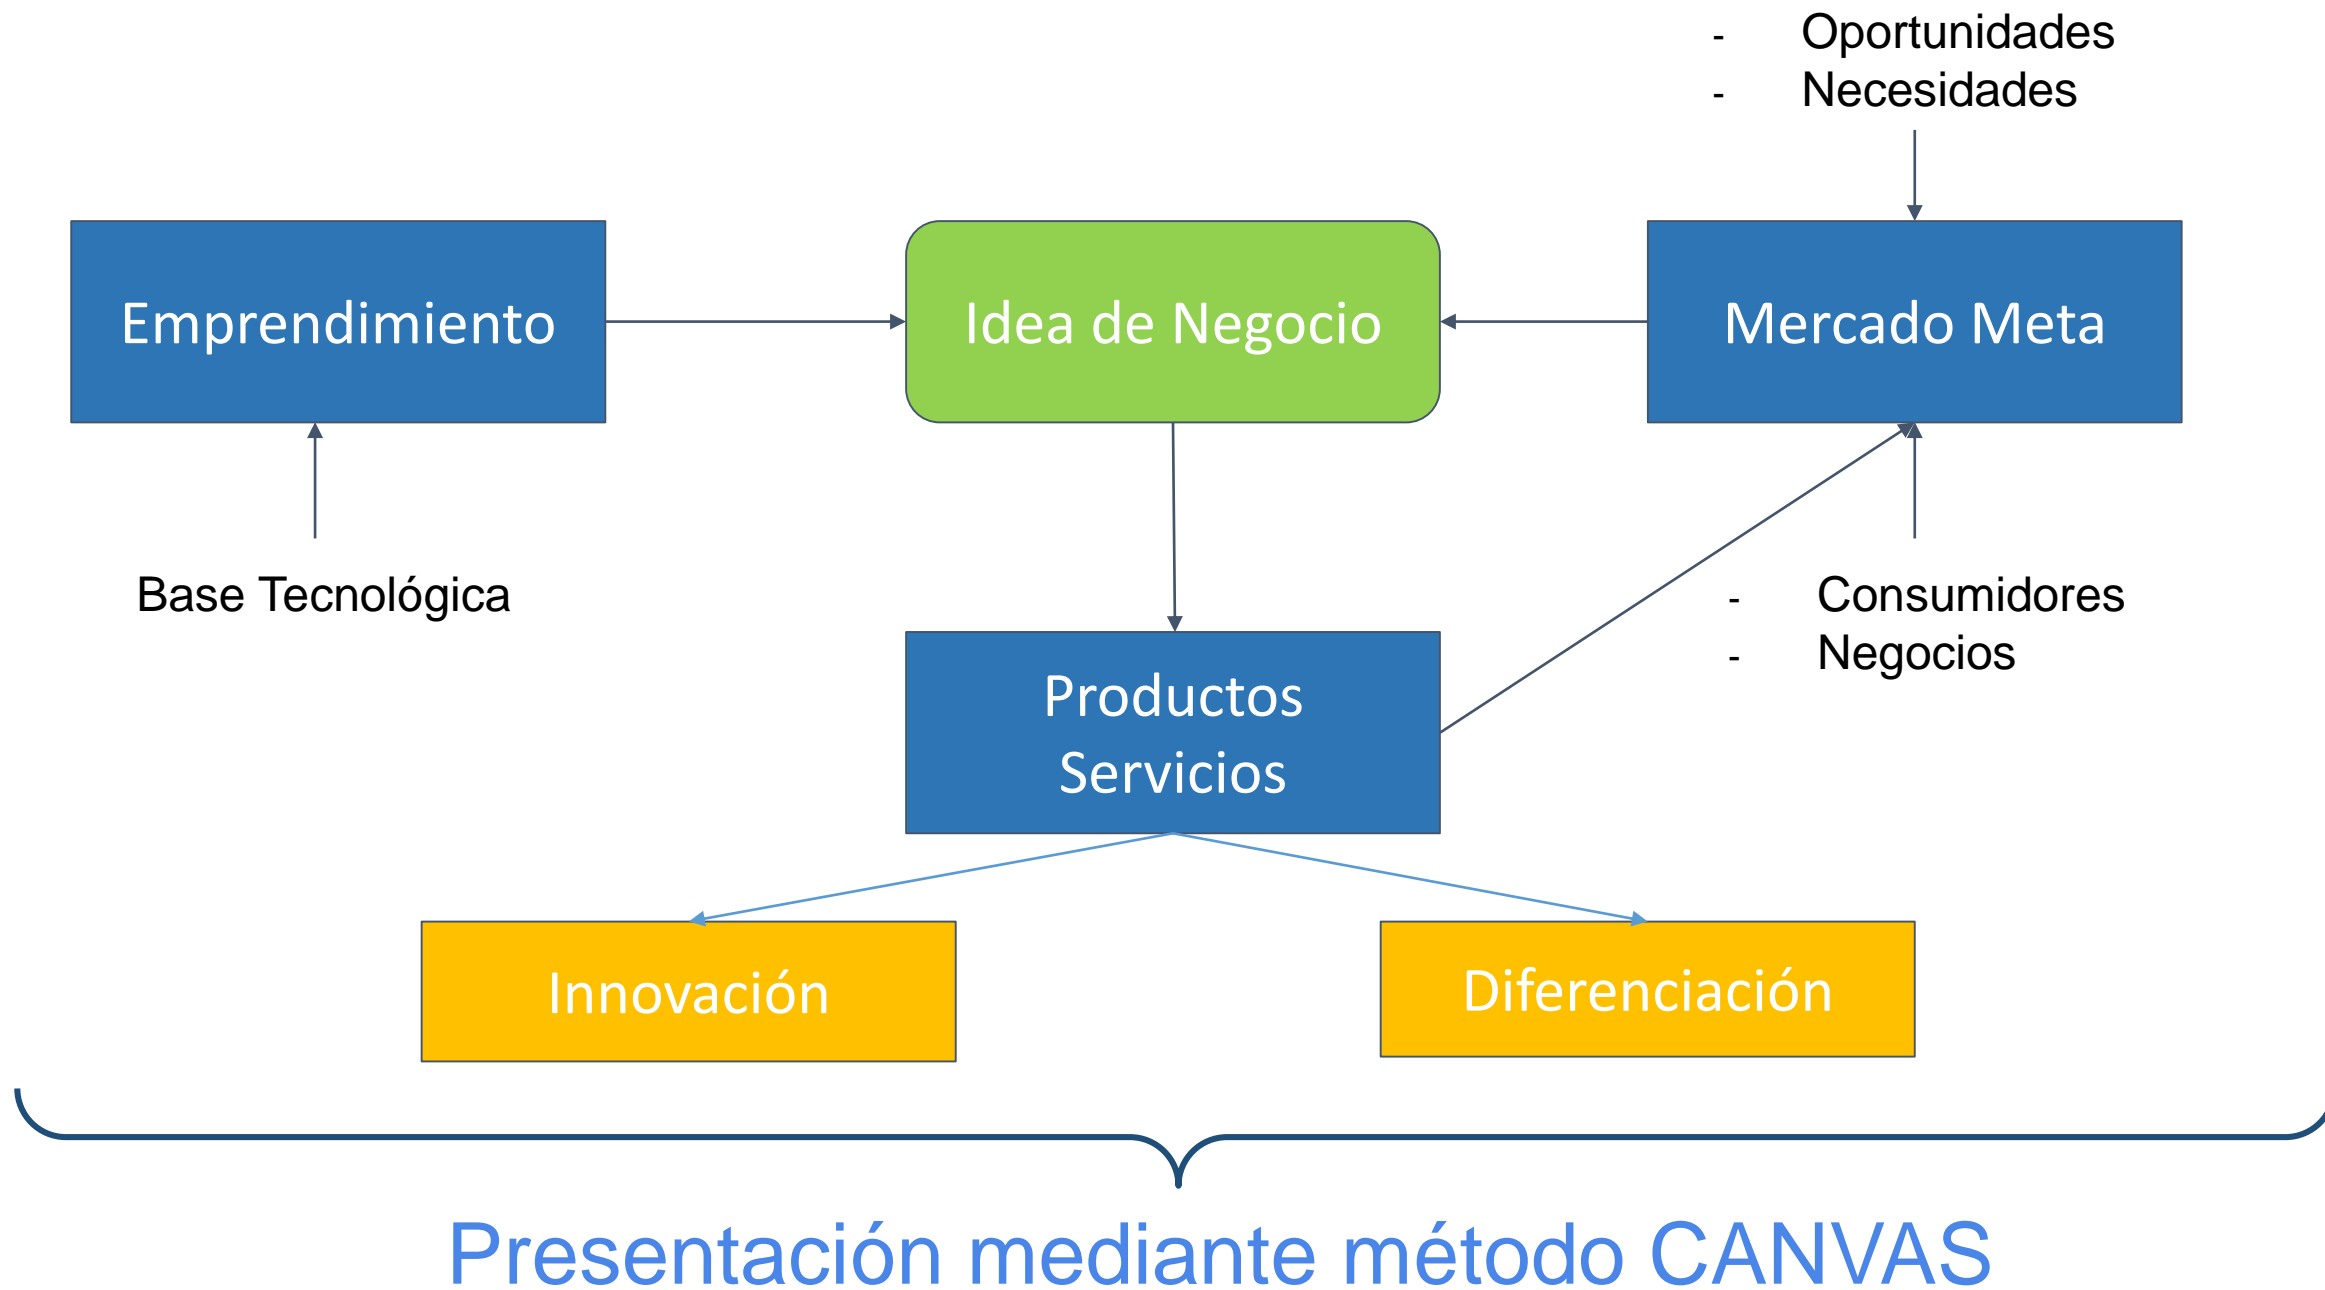 - Oportunidades
- Necesidades
Emprendimiento
Idea de Negocio
Mercado Meta
Base Tecnológica
- Consumidores
- Negocios
Productos
Servicios
Innovación
Diferenciación
Presentación mediante método CANVAS